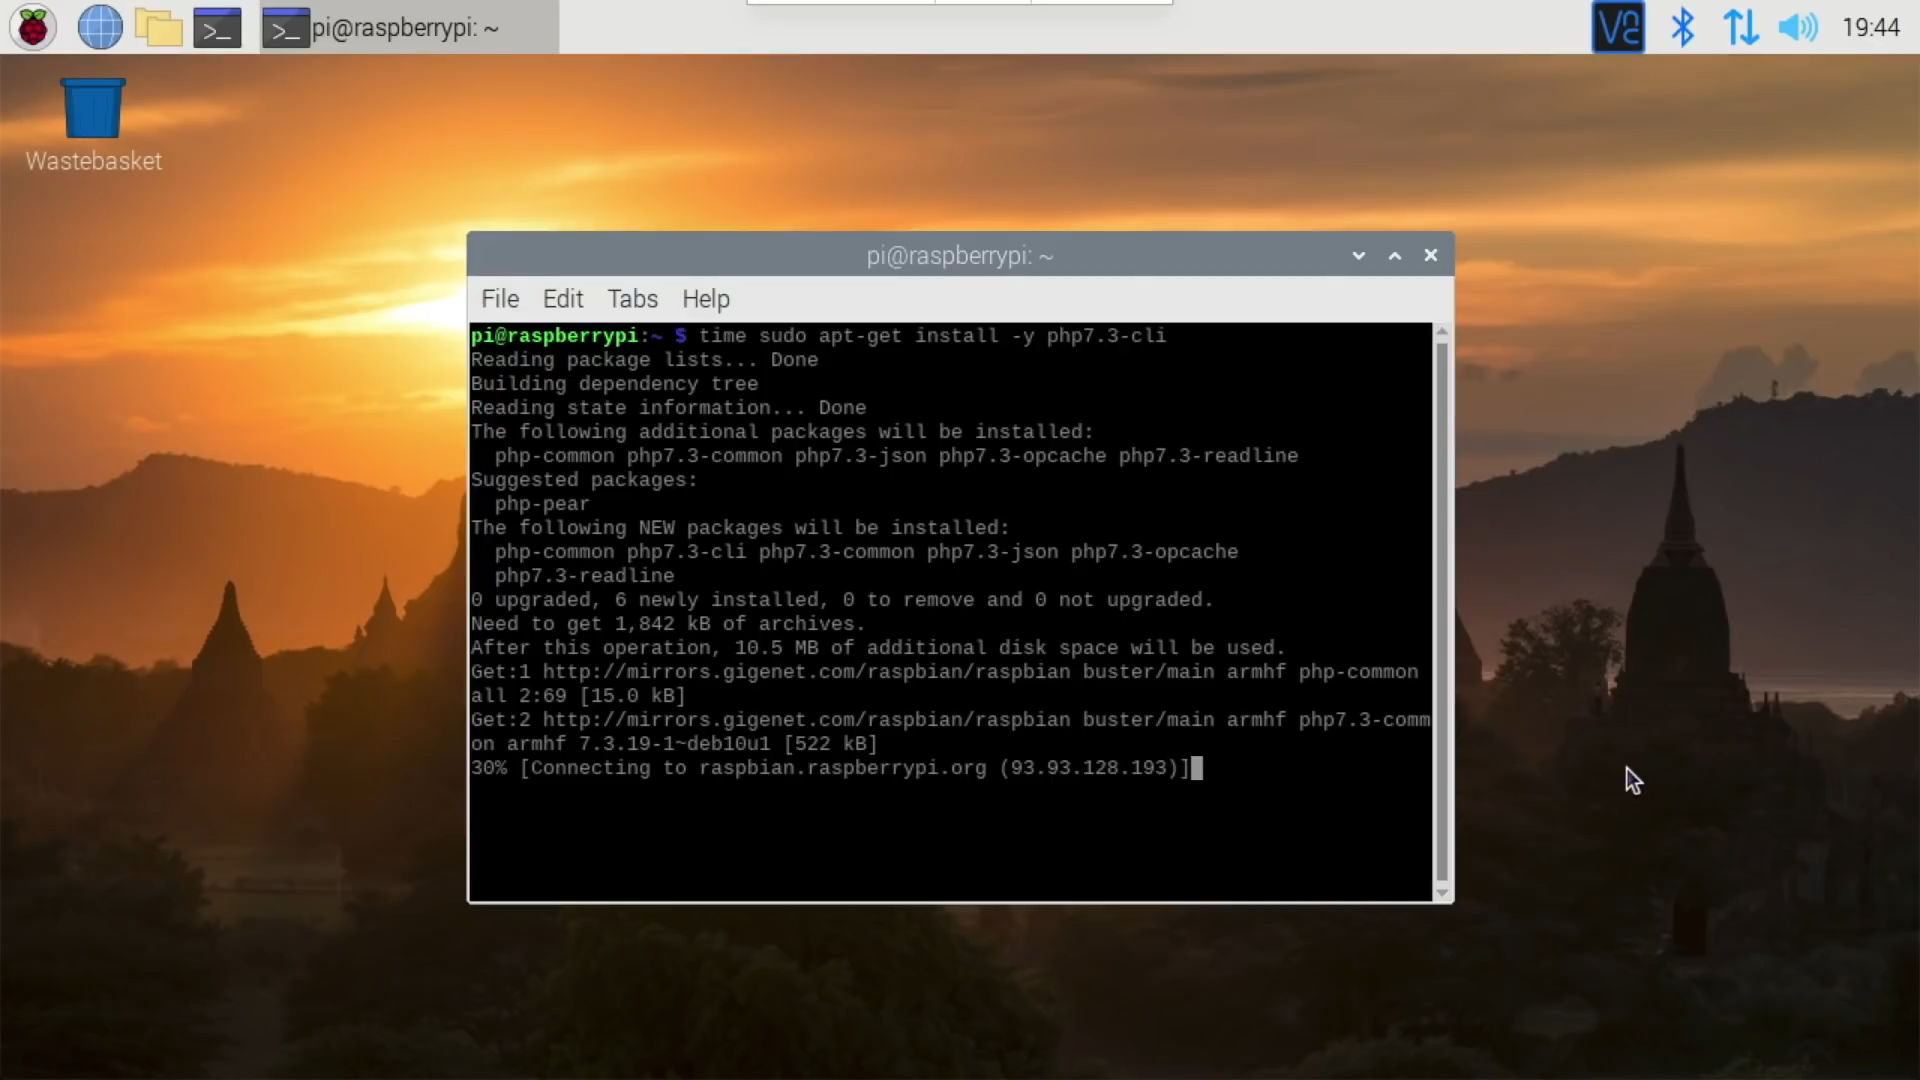 pi@raspberrypi: ~
VNC
19:44
Wastebasket
pi@raspberrypi: ~
File Edit Tabs Help
pi@raspberrypi:~ $ time sudo apt-get install -y php7.3-cli
Reading package lists... Done
Building dependency tree
Reading state information... Done
The following additional packages will be installed:
php-common php7.3-common php7.3-json php7.3-opcache php7.3-readline
Suggested packages:
php-pear
The following NEW packages will be installed:
php-common php7.3-cli php7.3-common php7.3-json php7.3-opcache
php7.3-readline
0 upgraded, 6 newly installed, 0 to remove and 0 not upgraded.
Need to get 1,842 kB of archives.
After this operation, 10.5 MB of additional disk space will be used.
Get:1 http://mirrors.gigenet.com/raspbian/raspbian buster/main armhf php-common
all 2:69 [15.0 kB]
Get:2 http://mirrors.gigenet.com/raspbian/raspbian buster/main armhf php7.3-comm
on armhf 7.3.19-1~deb10u1 [522 kB]
30% [Connecting to raspbian.raspberrypi.org (93.93.128.193)]